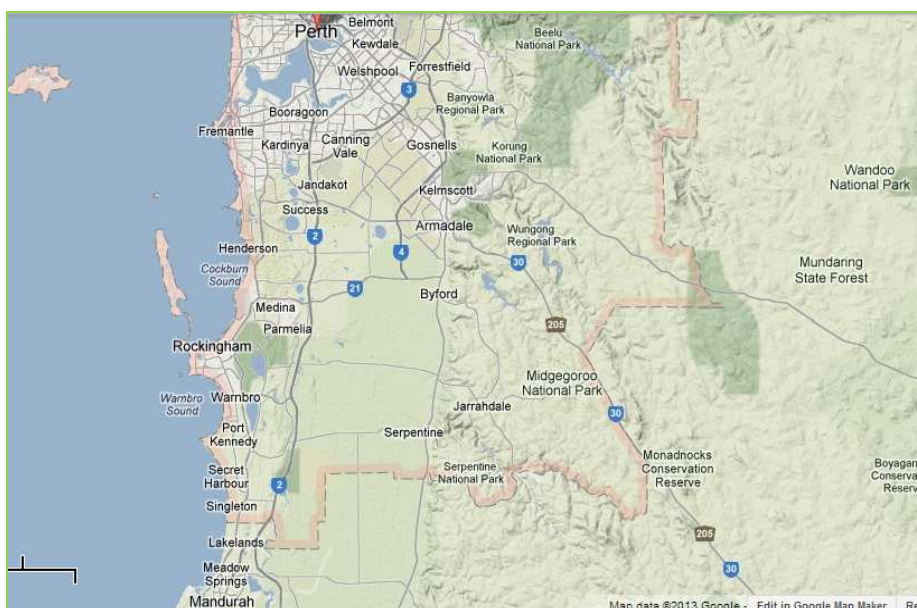 Belmont
Perth
Kewdale
Beelu
National Park
Welshpool
Forrestfield
3
Banyowla
Regional Park
Booragoon
Fremantle
Kardinya
Canning
Vale
Gosnells
Korung
National Park
Wandoo
National Park
Jandakot
Kelmscott
Success
Armadale
Wungong
Regional Park
2
Henderson
4
30
Mundaring
State Forest
Cockburn
Sound
21
Byford
Medina
205
Parmelia
Rockingham
Midgegoroo
National Park
Warnbro
Sound
Warnbro
Jarrahdale
30
Port
Kennedy
Serpentine
Monadnocks
Conservation
Reserve
Secret
Harbour
Serpentine
National Park
Boyagarr
Conserva
Reserv
2
Singleton
205
Lakelands
Meadow
Springs
30
Mandurah
Map data ©2013 Google - Edit in Google Map Maker Re